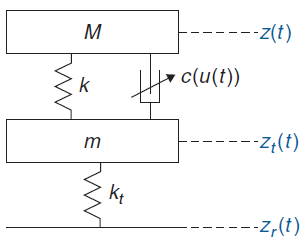 M z(t)
k c(u(t))
m z_t(t)
k_t
z_r(t)